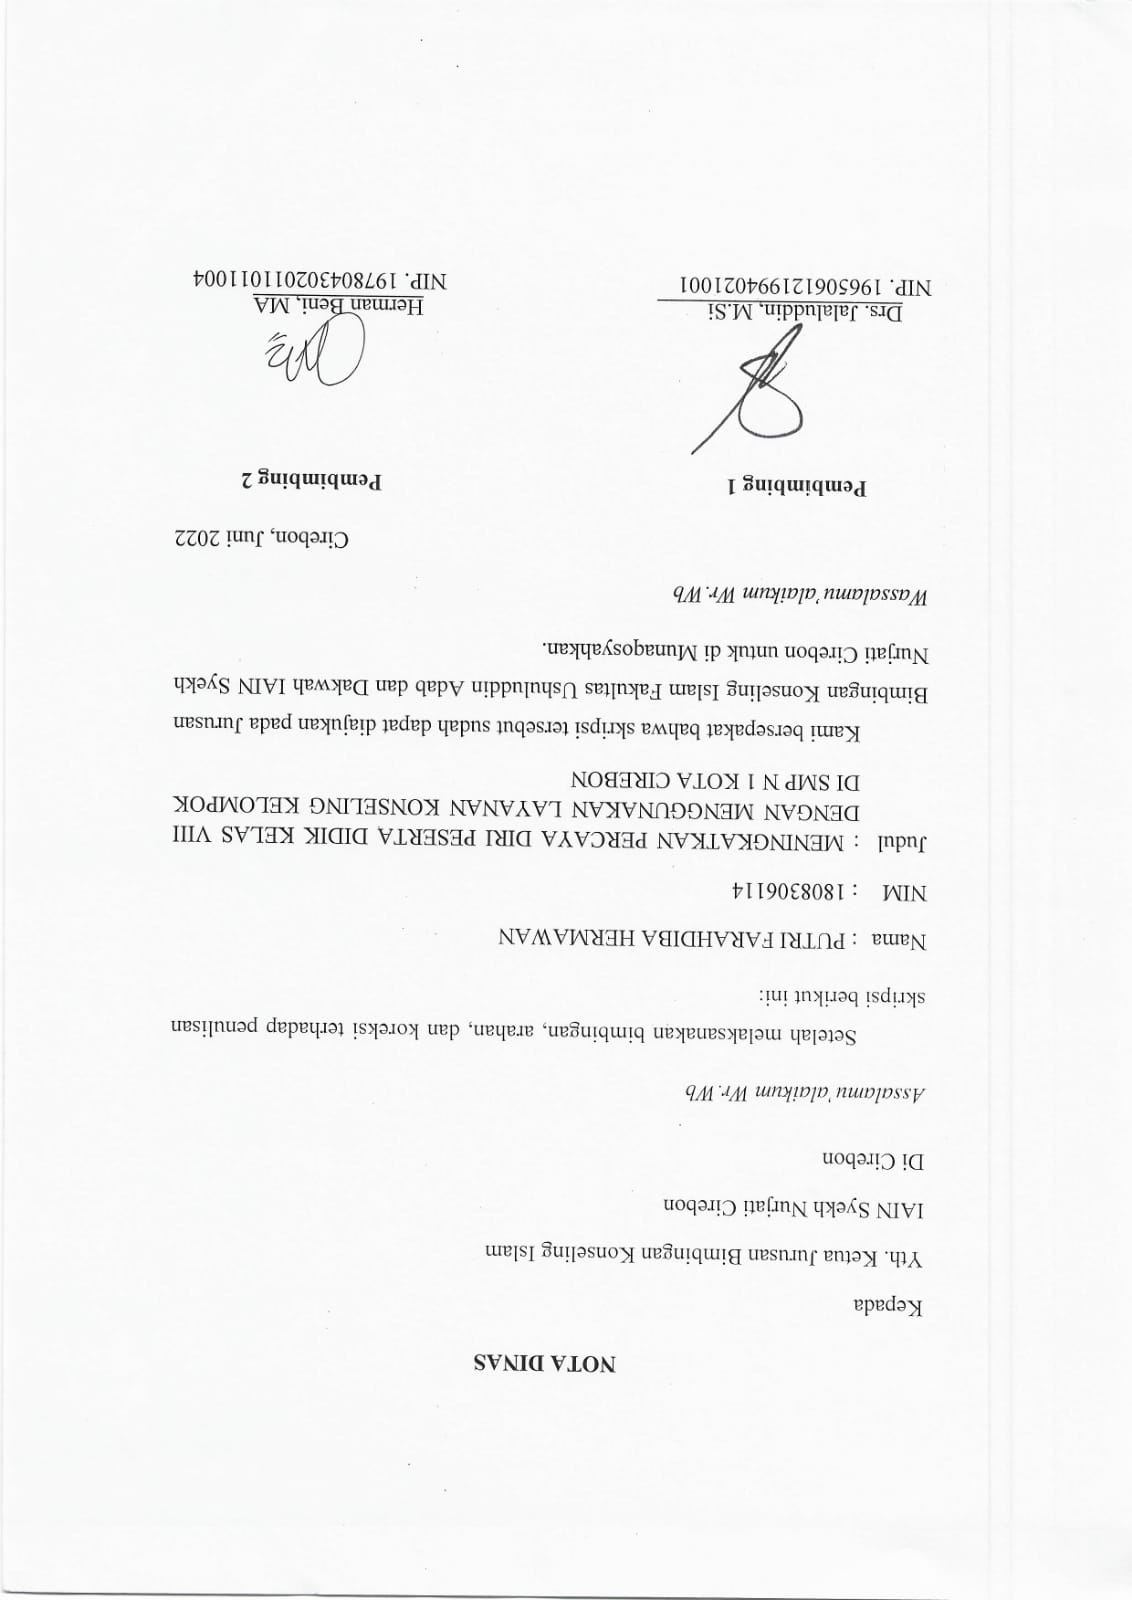 NOTA DINAS
Kepada
Yth. Ketua Jurusan Bimbingan Konseling Islam
IAIN Syekh Nurjati Cirebon
Di Cirebon
Assalamu'alaikum Wr.Wb
Setelah melaksanakan bimbingan, arahan, dan koreksi terhadap penulisan
skripsi berikut ini:
Nama : PUTRI FARAHDIBA HERMAWAN
NIM : 1808306114
Judul : MENINGKATKAN PERCAYA DIRI PESERTA DIDIK KELAS VIII
DENGAN MENGGUNAKAN LAYANAN KONSELING KELOMPOK
DI SMP N 1 KOTA CIREBON
Kami bersepakat bahwa skripsi tersebut sudah dapat diajukan pada Jurusan
Bimbingan Konseling Islam Fakultas Ushuluddin Adab dan Dakwah IAIN Syekh
Nurjati Cirebon untuk di Munaqosyahkan.
Wassalamu'alaikum Wr.Wb
Cirebon, Juni 2022
Pembimbing 1
Pembimbing 2
Drs. Jalaluddin, M.Si
Herman Beni, MA
NIP. 196506121994021001
NIP. 197804302011011004